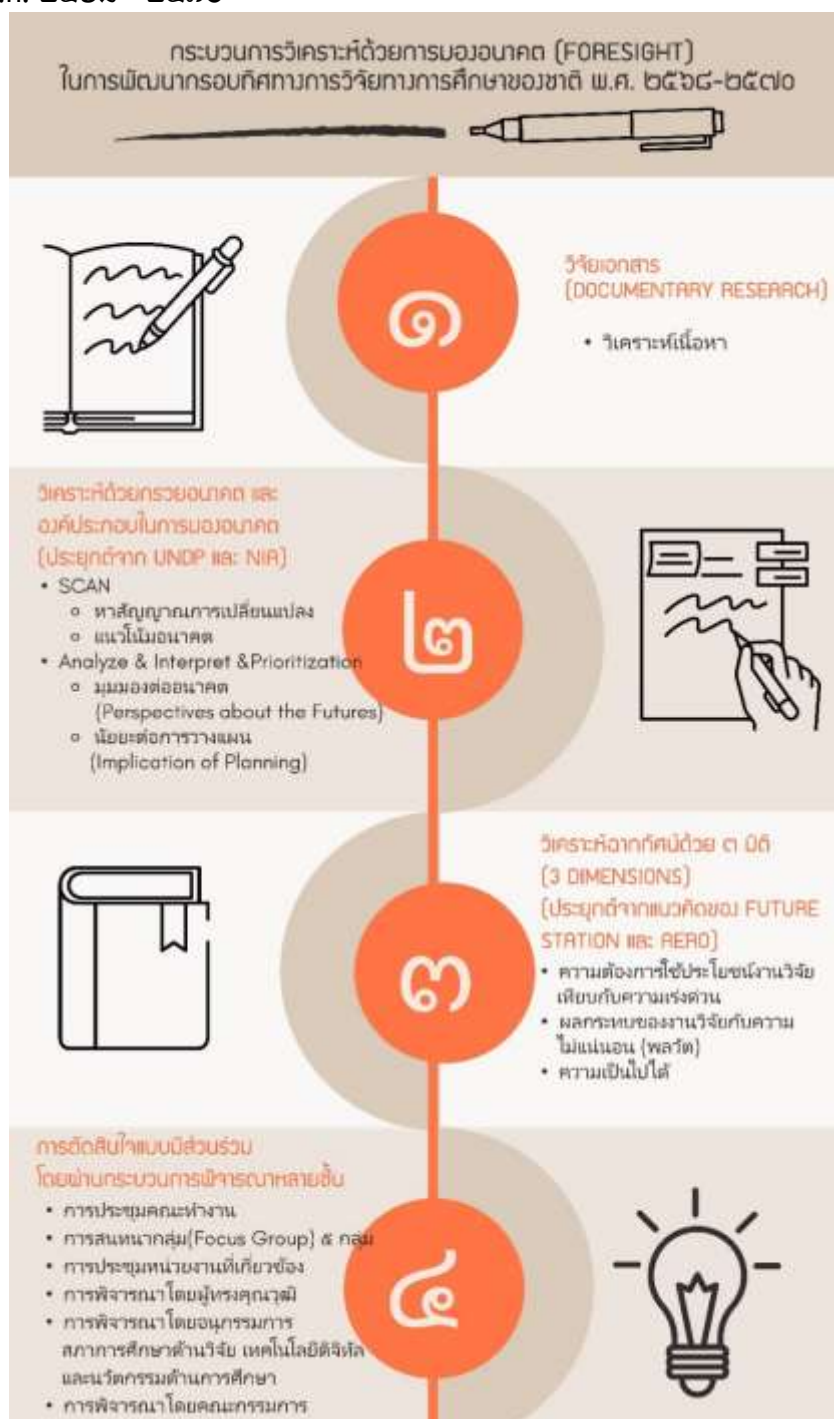 กระบวนการวิเคราะห์ด้วยการมองอนาคต (FORESIGHT)
ในการพัฒนากรอบทิศทางการวิจัยทางการศึกษาของชาติ พ.ศ. ๒๕๖๘-๒๕๗๐
๑
วิจัยเอกสาร
(DOCUMENTARY RESEARCH)
• วิเคราะห์เนื้อหา
วิเคราะห์ด้วยกรวยอนาคต และ
องค์ประกอบในการมองอนาคต
(ประยุกต์จาก UNDP และ NIA)
• SCAN
○ หาสัญญาณการเปลี่ยนแปลง
○ แนวโน้มอนาคต
• Analyze & Interpret &Prioritization
○ มุมมองต่ออนาคต
(Perspectives about the Futures)
○ นัยยะต่อการวางแผน
(Implication of Planning)
๒
๓
วิเคราะห์ฉากทัศน์ด้วย ๓ มิติ
(3 DIMENSIONS)
(ประยุกต์จากแนวคิดของ FUTURE
STATION และ AERO)
• ความต้องการใช้ประโยชน์งานวิจัย
เทียบกับความเร่งด่วน
• ผลกระทบของงานวิจัยกับความ
ไม่แน่นอน (พลวัต)
• ความเป็นไปได้
การตัดสินใจแบบมีส่วนร่วม
โดยผ่านกระบวนการพิจารณาหลายชั้น
• การประชุมคณะทำงาน
• การสนทนากลุ่ม(Focus Group) ๕ กลุ่ม
• การประชุมหน่วยงานที่เกี่ยวข้อง
• การพิจารณาโดยผู้ทรงคุณวุฒิ
• การพิจารณาโดยอนุกรรมการ
สภาการศึกษาด้านวิจัย เทคโนโลยีดิจิทัล
และนวัตกรรมด้านการศึกษา
• การพิจารณาโดยคณะกรรมการ
๔